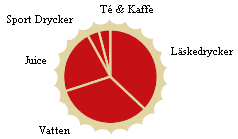 Té & Kaffe
Sport Drycker
Läskedrycker
Juice
Vatten